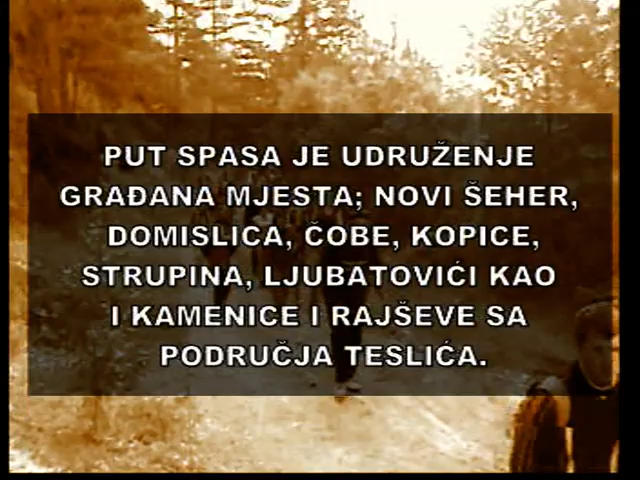 PUT SPASA JE UDRUŽENJE
GRAĐANA MJESTA; NOVI ŠEHER,
DOMISLICA, ČOBE, KOPICE,
STRUPINA, LJUBATOVIĆI KAO
I KAMENICE I RAJŠEVE SA
PODRUČJA TESLIĆA.